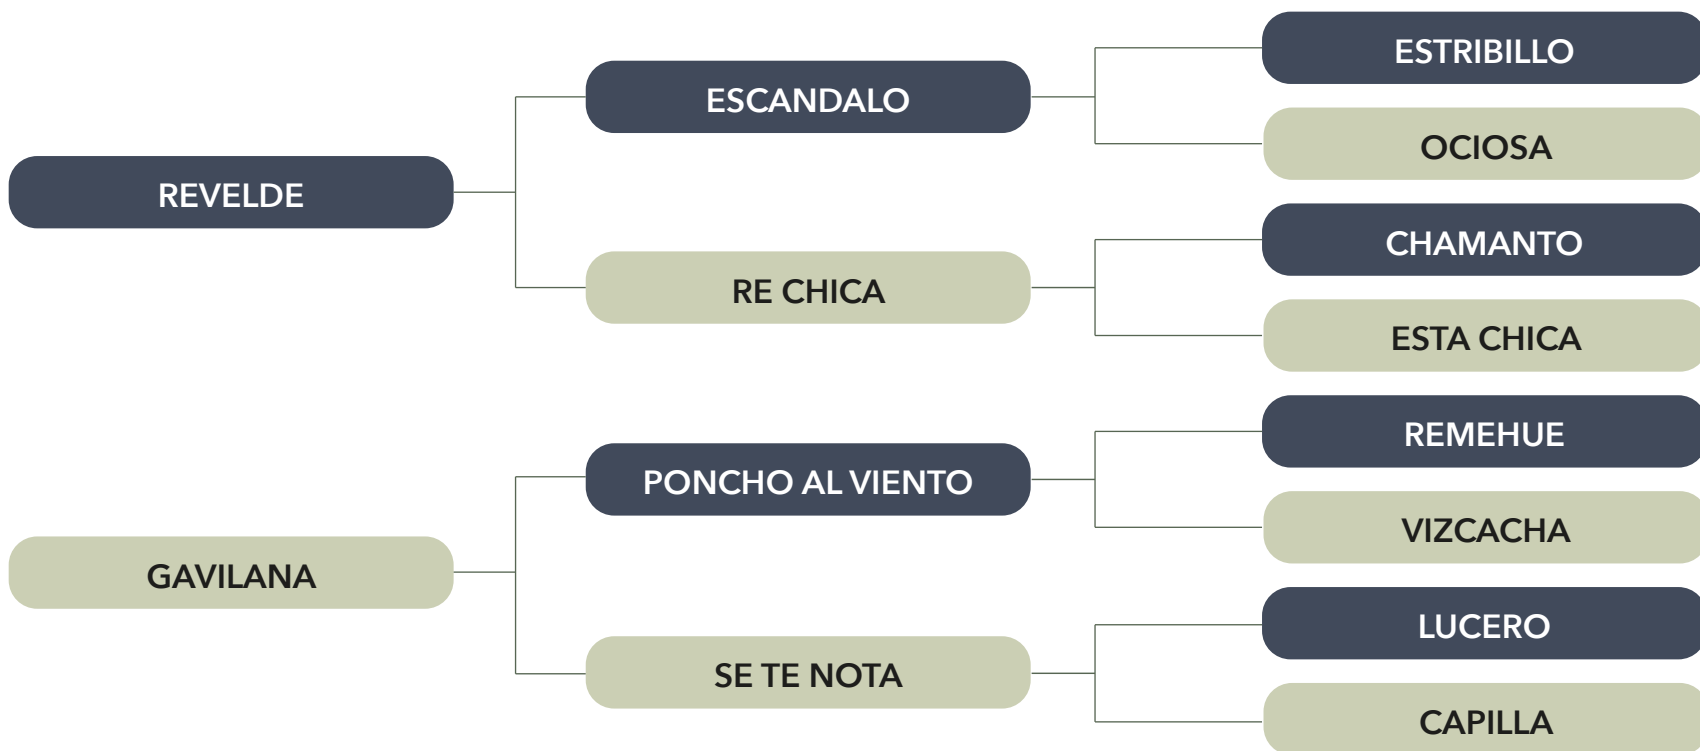 ESTRIBILLO
ESCANDALO
OCIOSA
REVELDE
CHAMANTO
RE CHICA
ESTA CHICA
REMEHUE
PONCHO AL VIENTO
VIZCACHA
GAVILANA
LUCERO
SE TE NOTA
CAPILLA